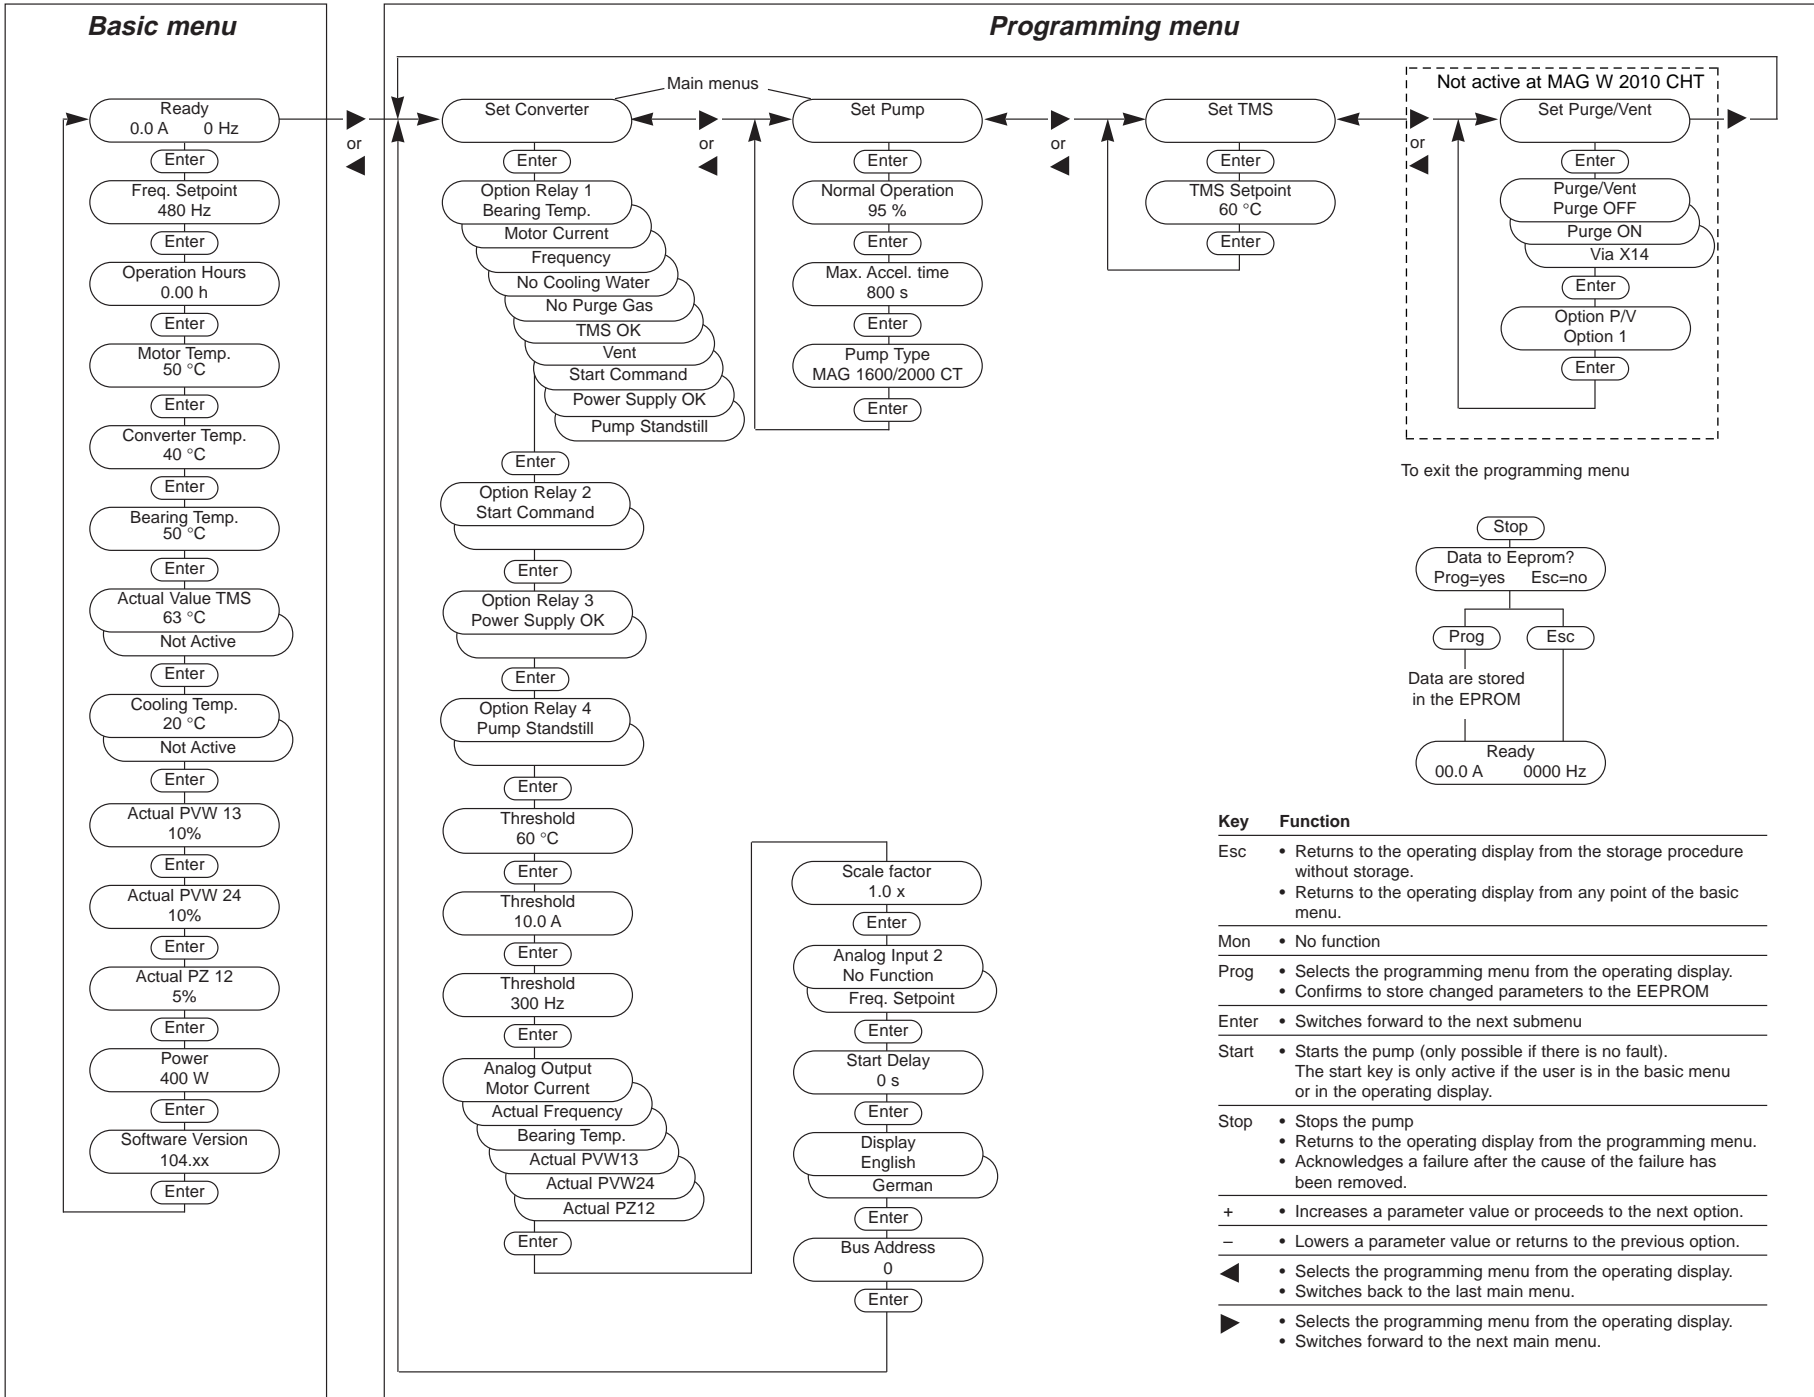 Basic menu
Ready
0.0 A 0 Hz
Enter
Freq. Setpoint
480 Hz
Enter
Operation Hours
0.00 h
Enter
Motor Temp.
50 °C
Enter
Converter Temp.
40 °C
Enter
Bearing Temp.
50 °C
Enter
Actual Value TMS
63 °C
Not Active
Enter
Cooling Temp.
20 °C
Not Active
Enter
Actual PVW 13
10%
Enter
Actual PVW 24
10%
Enter
Actual PZ 12
5%
Enter
Power
400 W
Enter
Software Version
104.xx
Enter
or
Programming menu
Main menus
Set Converter
Enter
Option Relay 1
Bearing Temp.
Motor Current
Frequency
No Cooling Water
No Purge Gas
TMS OK
Vent
Start Command
Power Supply OK
Pump Standstill
Enter
Option Relay 2
Start Command
Enter
Option Relay 3
Power Supply OK
Enter
Option Relay 4
Pump Standstill
Enter
Threshold
60 °C
Enter
Threshold
10.0 A
Enter
Threshold
300 Hz
Enter
Analog Output
Motor Current
Actual Frequency
Bearing Temp.
Actual PVW13
Actual PVW24
Actual PZ12
Enter
Scale factor
1.0 x
Enter
Analog Input 2
No Function
Freq. Setpoint
Enter
Start Delay
0 s
Enter
Display
English
German
Enter
Bus Address
0
Enter
or
Set Pump
Enter
Normal Operation
95 %
Enter
Max. Accel. time
800 s
Enter
Pump Type
MAG 1600/2000 CT
Enter
or
Set TMS
Enter
TMS Setpoint
60 °C
Enter
or
Not active at MAG W 2010 CHT
Set Purge/Vent
Enter
Purge/Vent
Purge OFF
Purge ON
Via X14
Enter
Option P/V
Option 1
Enter
To exit the programming menu
Stop
Data to Eeprom?
Prog=yes Esc=no
Prog Esc
Data are stored
in the EPROM
Ready
00.0 A 0000 Hz
Key Function
Esc • Returns to the operating display from the storage procedure
without storage.
• Returns to the operating display from any point of the basic
menu.
Mon • No function
Prog • Selects the programming menu from the operating display.
• Confirms to store changed parameters to the EEPROM
Enter • Switches forward to the next submenu
Start • Starts the pump (only possible if there is no fault).
The start key is only active if the user is in the basic menu
or in the operating display.
Stop • Stops the pump
• Returns to the operating display from the programming menu.
• Acknowledges a failure after the cause of the failure has
been removed.
+ • Increases a parameter value or proceeds to the next option.
– • Lowers a parameter value or returns to the previous option.
◀ • Selects the programming menu from the operating display.
• Switches back to the last main menu.
▶ • Selects the programming menu from the operating display.
• Switches forward to the next main menu.